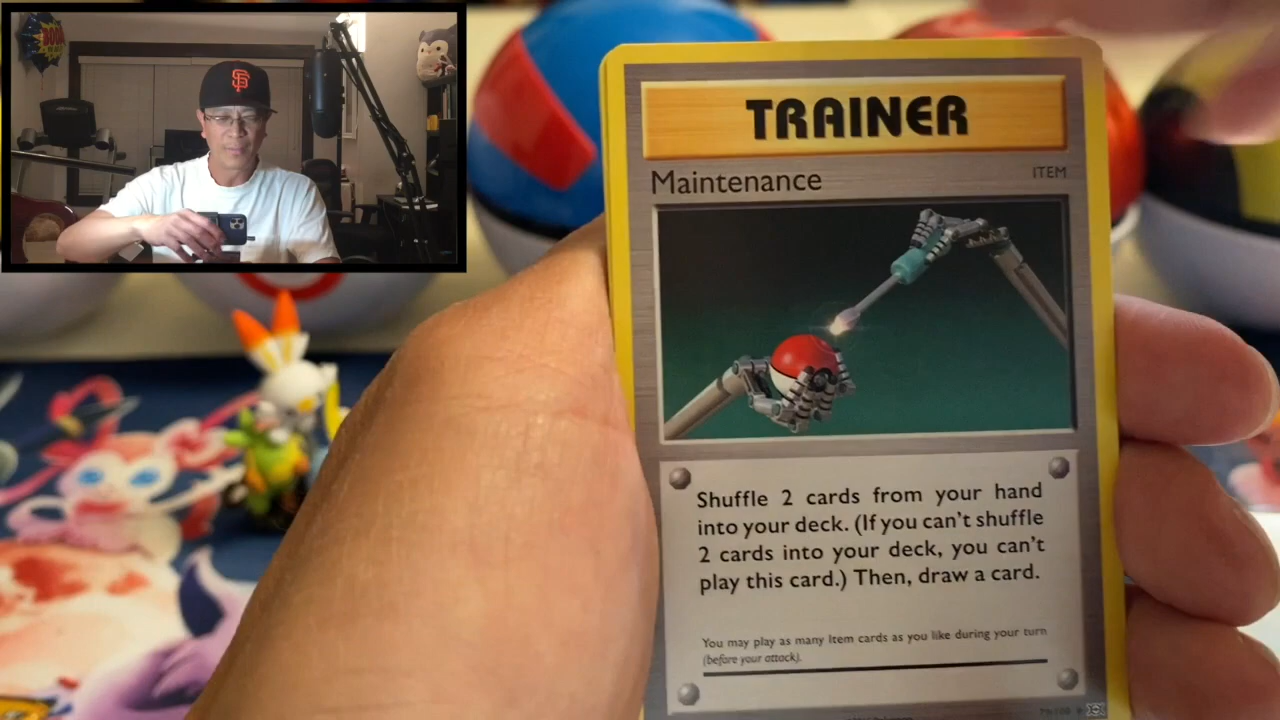 BOOM
SF
TRAINER
Maintenance
ITEM
Shuffle 2 cards from your hand
into your deck. (If you can't shuffle
2 cards into your deck, you can't
play this card.) Then, draw a card.
You may play as many Item cards as you like during your turn
(before your attack).